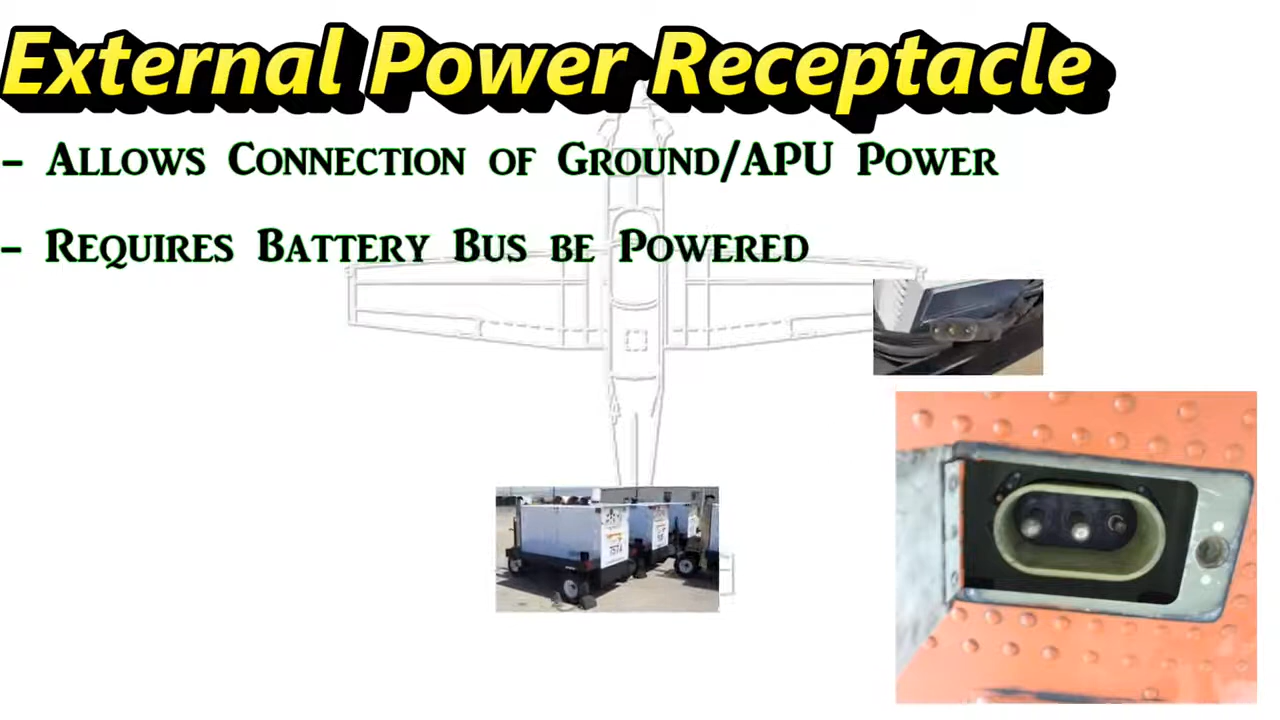 External Power Receptacle
- Allows Connection of Ground/APU Power
- Requires Battery Bus be Powered